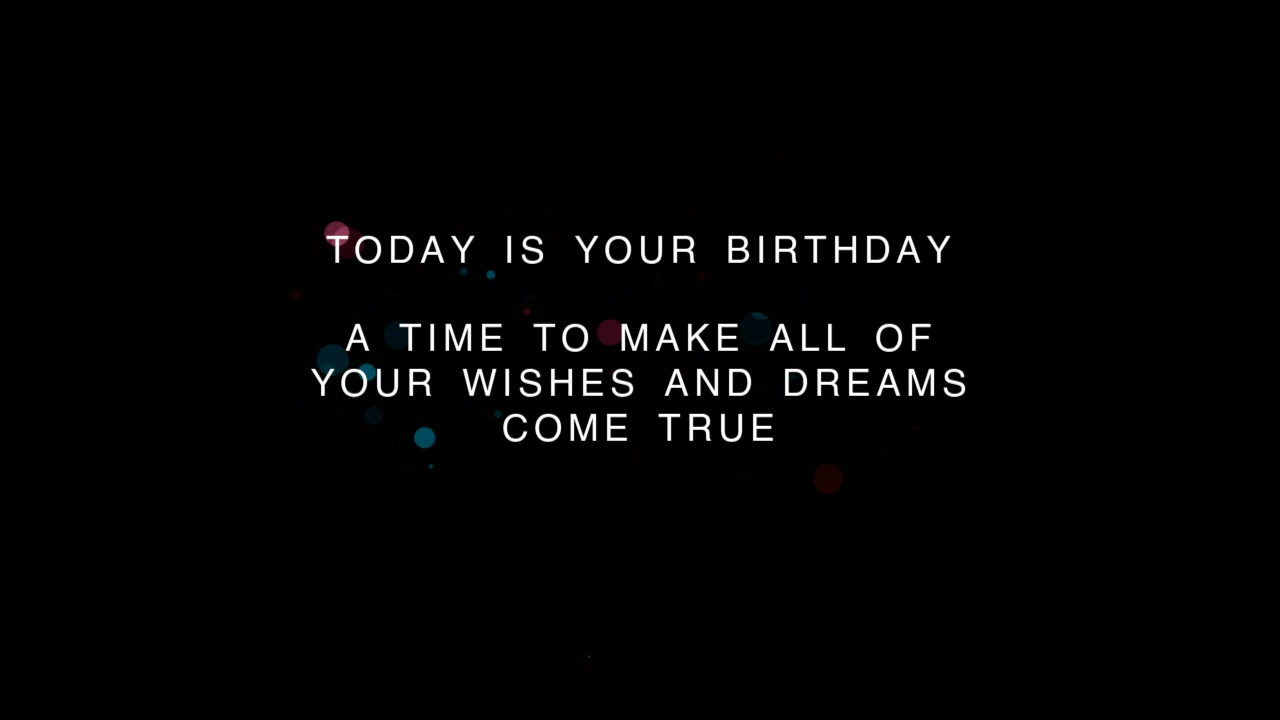 TODAY IS YOUR BIRTHDAY
A TIME TO MAKE ALL OF
YOUR WISHES AND DREAMS
COME TRUE